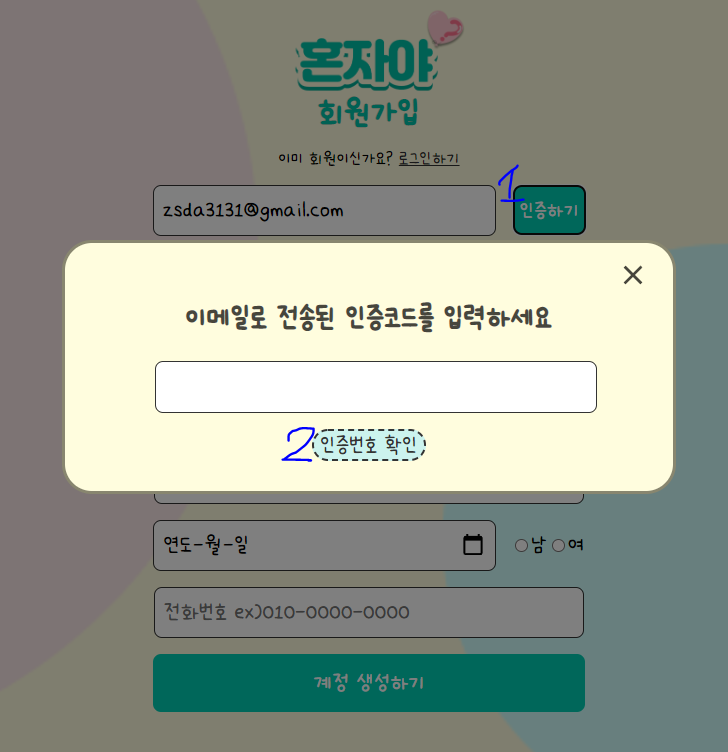 혼자야
회원가입
이미 회원이신가요? 로그인하기
1
zsda3131@gmail.com 인증하기
이메일로 전송된 인증코드를 입력하세요
2 인증번호 확인
연도-월-일 남 여
전화번호 ex)010-0000-0000
계정 생성하기